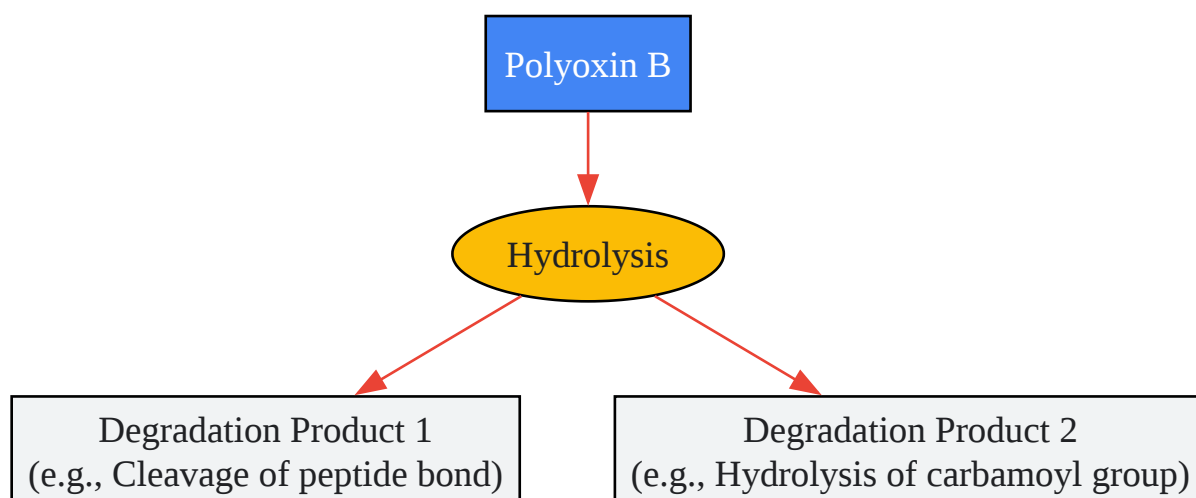 Polyoxin B
Hydrolysis
Degradation Product 1
(e.g., Cleavage of peptide bond)
Degradation Product 2
(e.g., Hydrolysis of carbamoyl group)